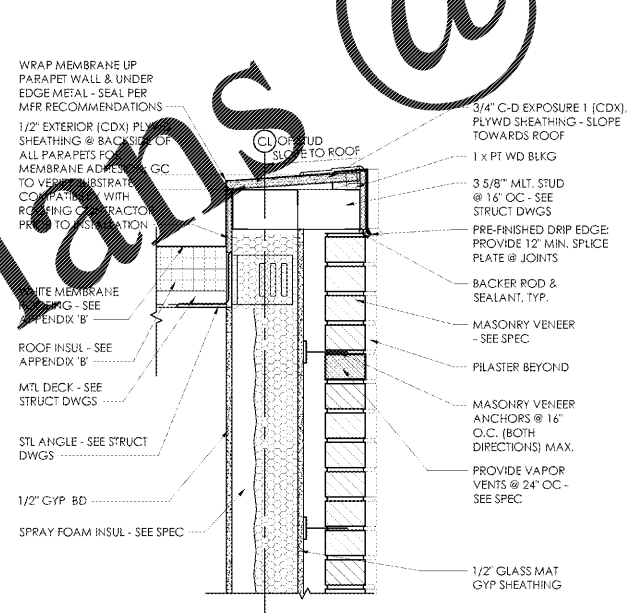 WRAP MEMBRANE UP
PARAPET WALL & UNDER
EDGE METAL - SEAL PER
MFR RECOMMENDATIONS
1/2" EXTERIOR (CDX) PLYWD
SHEATHING @ BACKSIDE OF
ALL PARAPETS FOR
MEMBRANE ADHESION; GC
TO VERIFY SUBSTRATE
COMPATIBILITY WITH
ROOFING CONTRACTOR
PRIOR TO INSTALLATION
WHITE MEMBRANE
ROOFING - SEE
APPENDIX 'B'
ROOF INSUL - SEE
APPENDIX 'B'
MTL DECK - SEE
STRUCT DWGS
STL ANGLE - SEE STRUCT
DWGS
1/2" GYP BD
SPRAY FOAM INSUL - SEE SPEC
CL OF STUD
SLOPE TO ROOF
3/4" C-D EXPOSURE 1 (CDX),
PLYWD SHEATHING - SLOPE
TOWARDS ROOF
1 x PT WD BLKG
3 5/8" MLT. STUD
@ 16" OC - SEE
STRUCT DWGS
PRE-FINISHED DRIP EDGE:
PROVIDE 12" MIN. SPLICE
PLATE @ JOINTS
BACKER ROD &
SEALANT, TYP.
MASONRY VENEER
- SEE SPEC
PILASTER BEYOND
MASONRY VENEER
ANCHORS @ 16"
O.C. (BOTH
DIRECTIONS) MAX.
PROVIDE VAPOR
VENTS @ 24" OC -
SEE SPEC
1/2" GLASS MAT
GYP SHEATHING
lans @